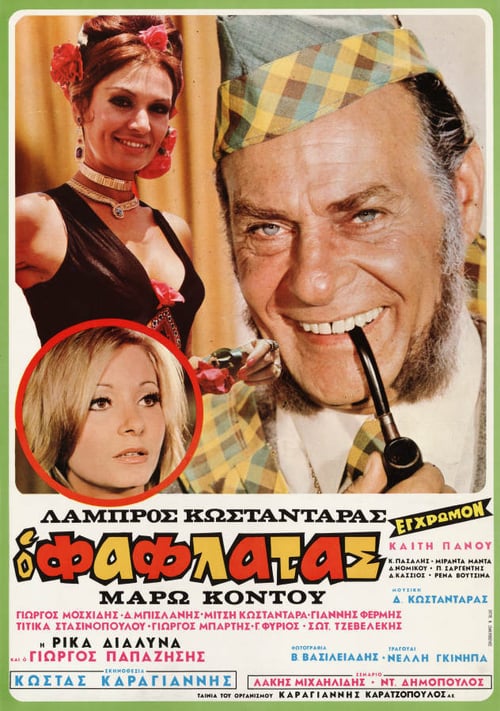 ΛΑΜΠΡΟΣ ΚΩΣΤΑΝΤΑΡΑΣ
ΕΓΧΡΩΜΟΝ
Ὁ ΦΑΦΛΑΤΑΣ
ΚΑΙΤΗ ΠΑΝΟΥ
Κ. ΠΑΣΑΛΗΣ · ΜΙΡΑΝΤΑ ΜΑΝΤΑ
Δ. ΝΟΜΙΚΟΥ · Π. ΣΑΡΓΕΝΤΗΣ
Δ. ΚΑΣΣΙΟΣ · ΡΕΝΑ ΒΟΥΤΣΙΝΑ
ΜΑΡΩ ΚΟΝΤΟΥ
ΜΟΥΣΙΚΗ Δ. ΚΩΣΤΑΝΤΑΡΑΣ
ΓΙΩΡΓΟΣ ΜΟΣΧΙΔΗΣ · Δ. ΜΠΙΣΛΑΝΗΣ · ΜΙΤΣΗ ΚΩΣΤΑΝΤΑΡΑ · ΓΙΑΝΝΗΣ ΦΕΡΜΗΣ
ΤΙΤΙΚΑ ΣΤΑΣΙΝΟΠΟΥΛΟΥ · ΓΙΩΡΓΟΣ ΜΠΑΡΤΗΣ · Γ. ΦΥΡΙΟΣ · ΣΩΤ. ΤΖΕΒΕΛΕΚΗΣ
Η ΡΙΚΑ ΔΙΑΛΥΝΑ
ΚΑΙ Ο ΓΙΩΡΓΟΣ ΠΑΠΑΖΗΣΗΣ
ΦΩΤΟΓΡΑΦΙΑ
Β. ΒΑΣΙΛΕΙΑΔΗΣ
ΤΡΑΓΟΥΔΙ
ΝΕΛΛΗ ΓΚΙΝΗΠΑ
ΣΚΗΝΟΘΕΣΙΑ
ΚΩΣΤΑΣ ΚΑΡΑΓΙΑΝΝΗΣ
ΣΕΝΑΡΙΟ
ΛΑΚΗΣ ΜΙΧΑΗΛΙΔΗΣ · ΝΤ. ΔΗΜΟΠΟΥΛΟΣ
ΤΑΙΝΙΑ ΤΟΥ ΟΡΓΑΝΙΣΜΟΥ ΚΑΡΑΓΙΑΝΝΗΣ ΚΑΡΑΤΖΟΠΟΥΛΟΣ Α.Ε.